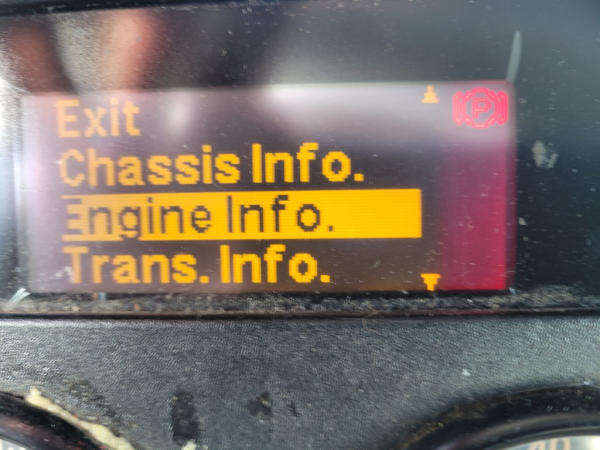 Exit
Chassis Info.
Engine Info.
Trans. Info.
P